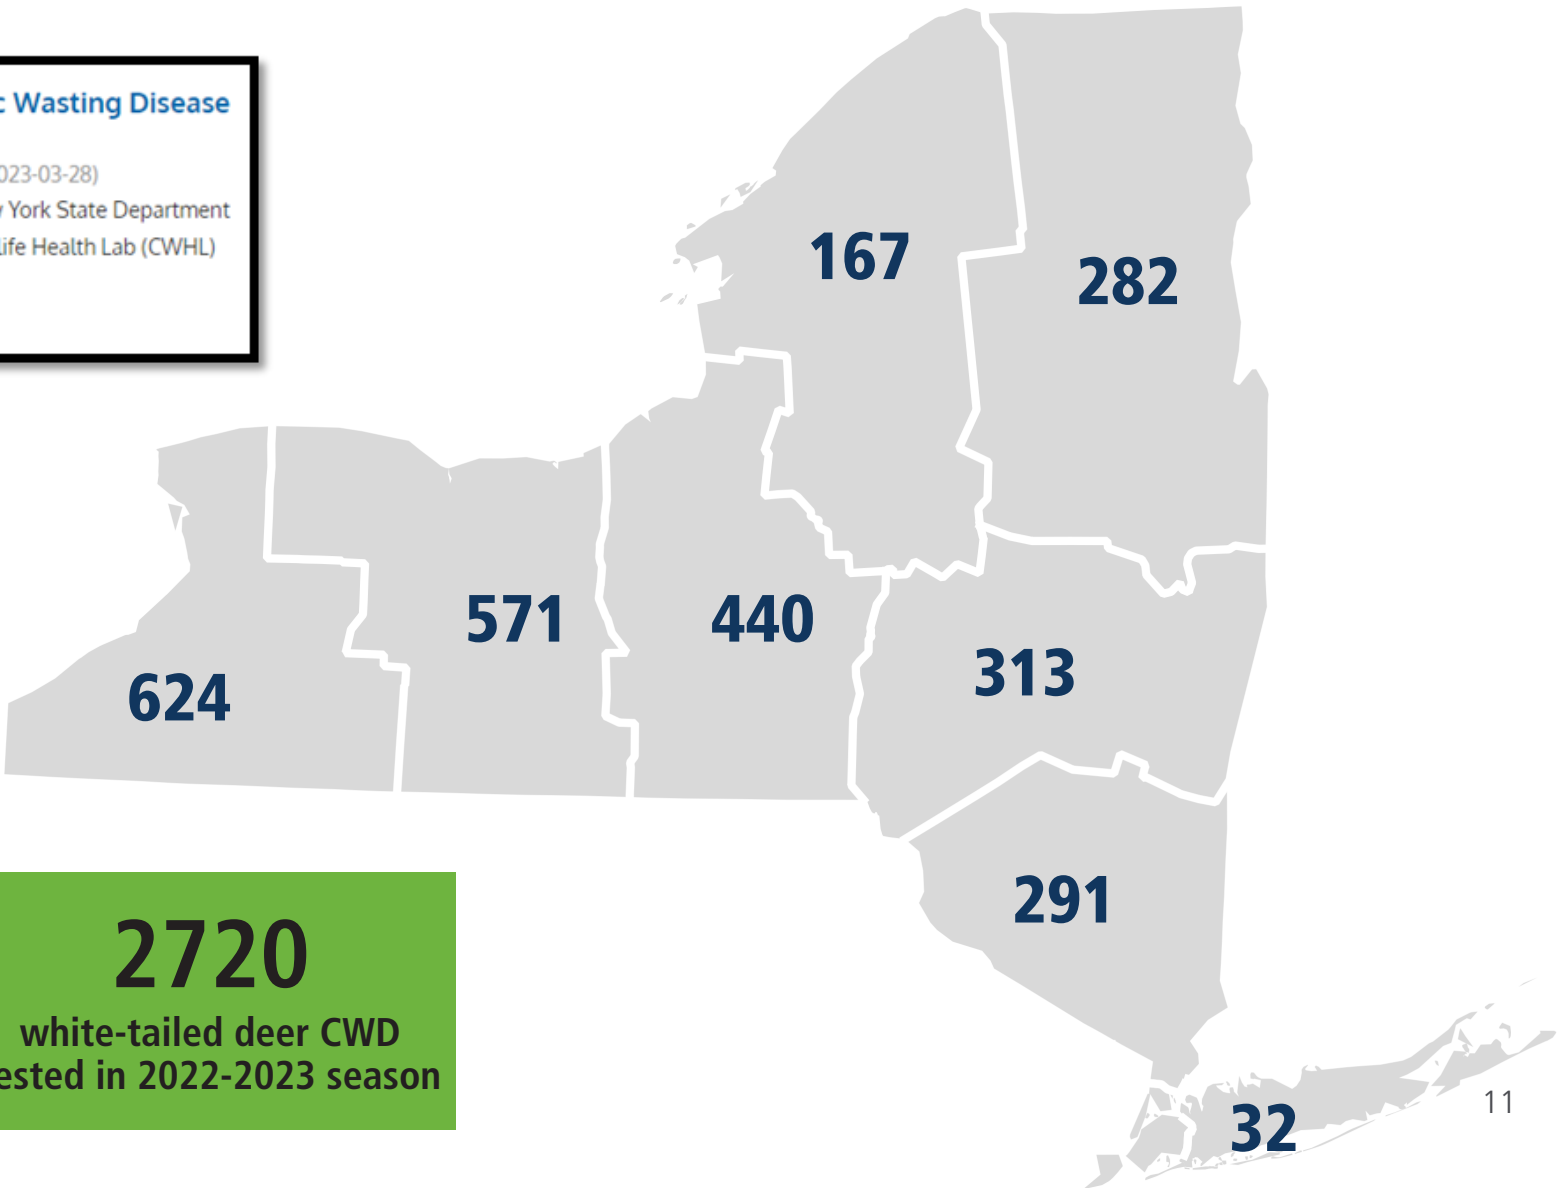 c Wasting Disease
023-03-28)
York State Department
life Health Lab (CWHL)
167
282
571
440
313
624
291
2720
white-tailed deer CWD
ested in 2022-2023 season
32
11